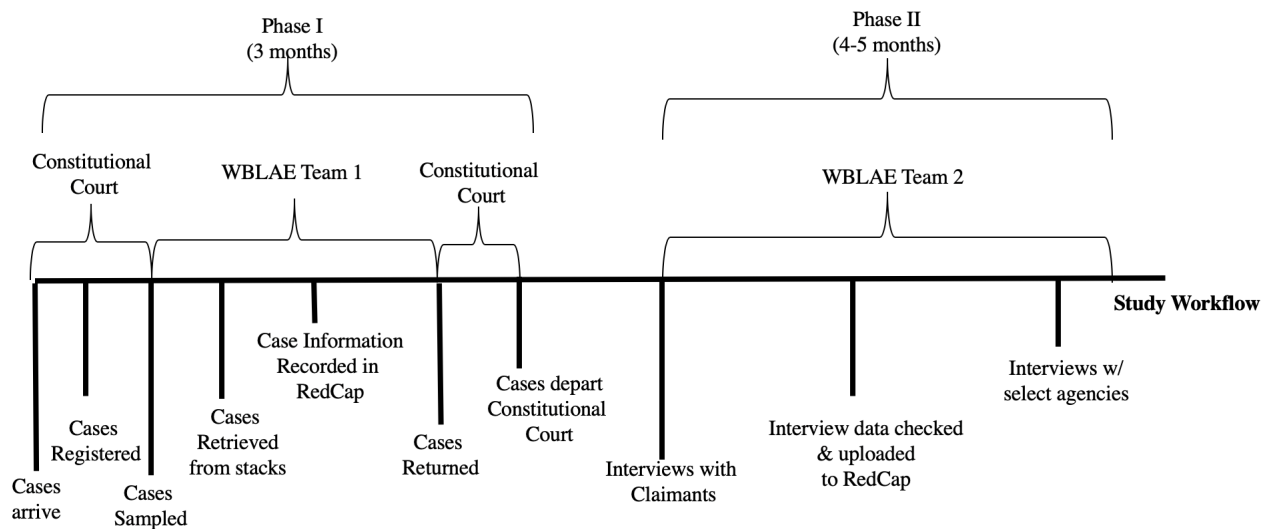 Phase I
(3 months)
Phase II
(4-5 months)
Constitutional
Court
WBLAE Team 1
Constitutional
Court
WBLAE Team 2
Study Workflow
Cases
arrive
Cases
Registered
Cases
Sampled
Cases
Retrieved
from stacks
Case Information
Recorded in
RedCap
Cases
Returned
Cases depart
Constitutional
Court
Interviews with
Claimants
Interview data checked
& uploaded
to RedCap
Interviews w/
select agencies